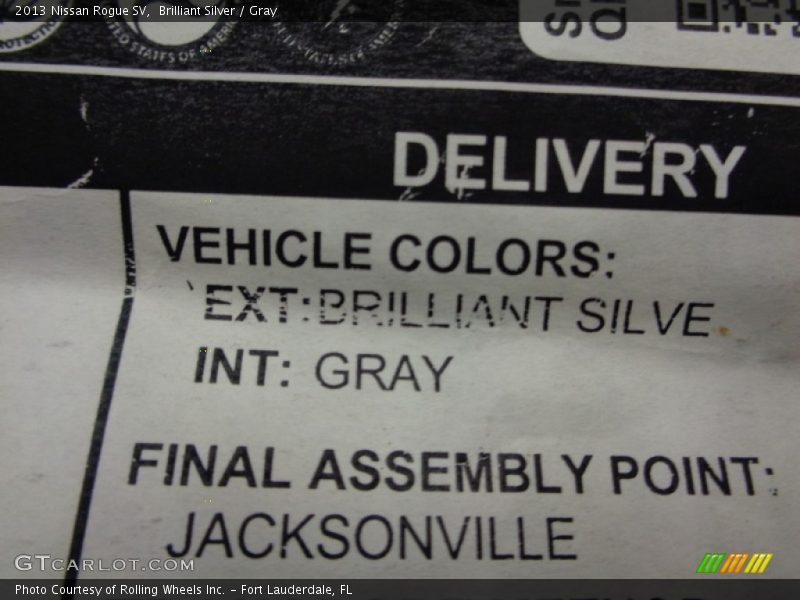 2013 Nissan Rogue SV, Brilliant Silver / Gray
DELIVERY
VEHICLE COLORS:
EXT: BRILLIANT SILVE
INT: GRAY
FINAL ASSEMBLY POINT:
JACKSONVILLE
GTCARLOT.COM
Photo Courtesy of Rolling Wheels Inc. – Fort Lauderdale, FL